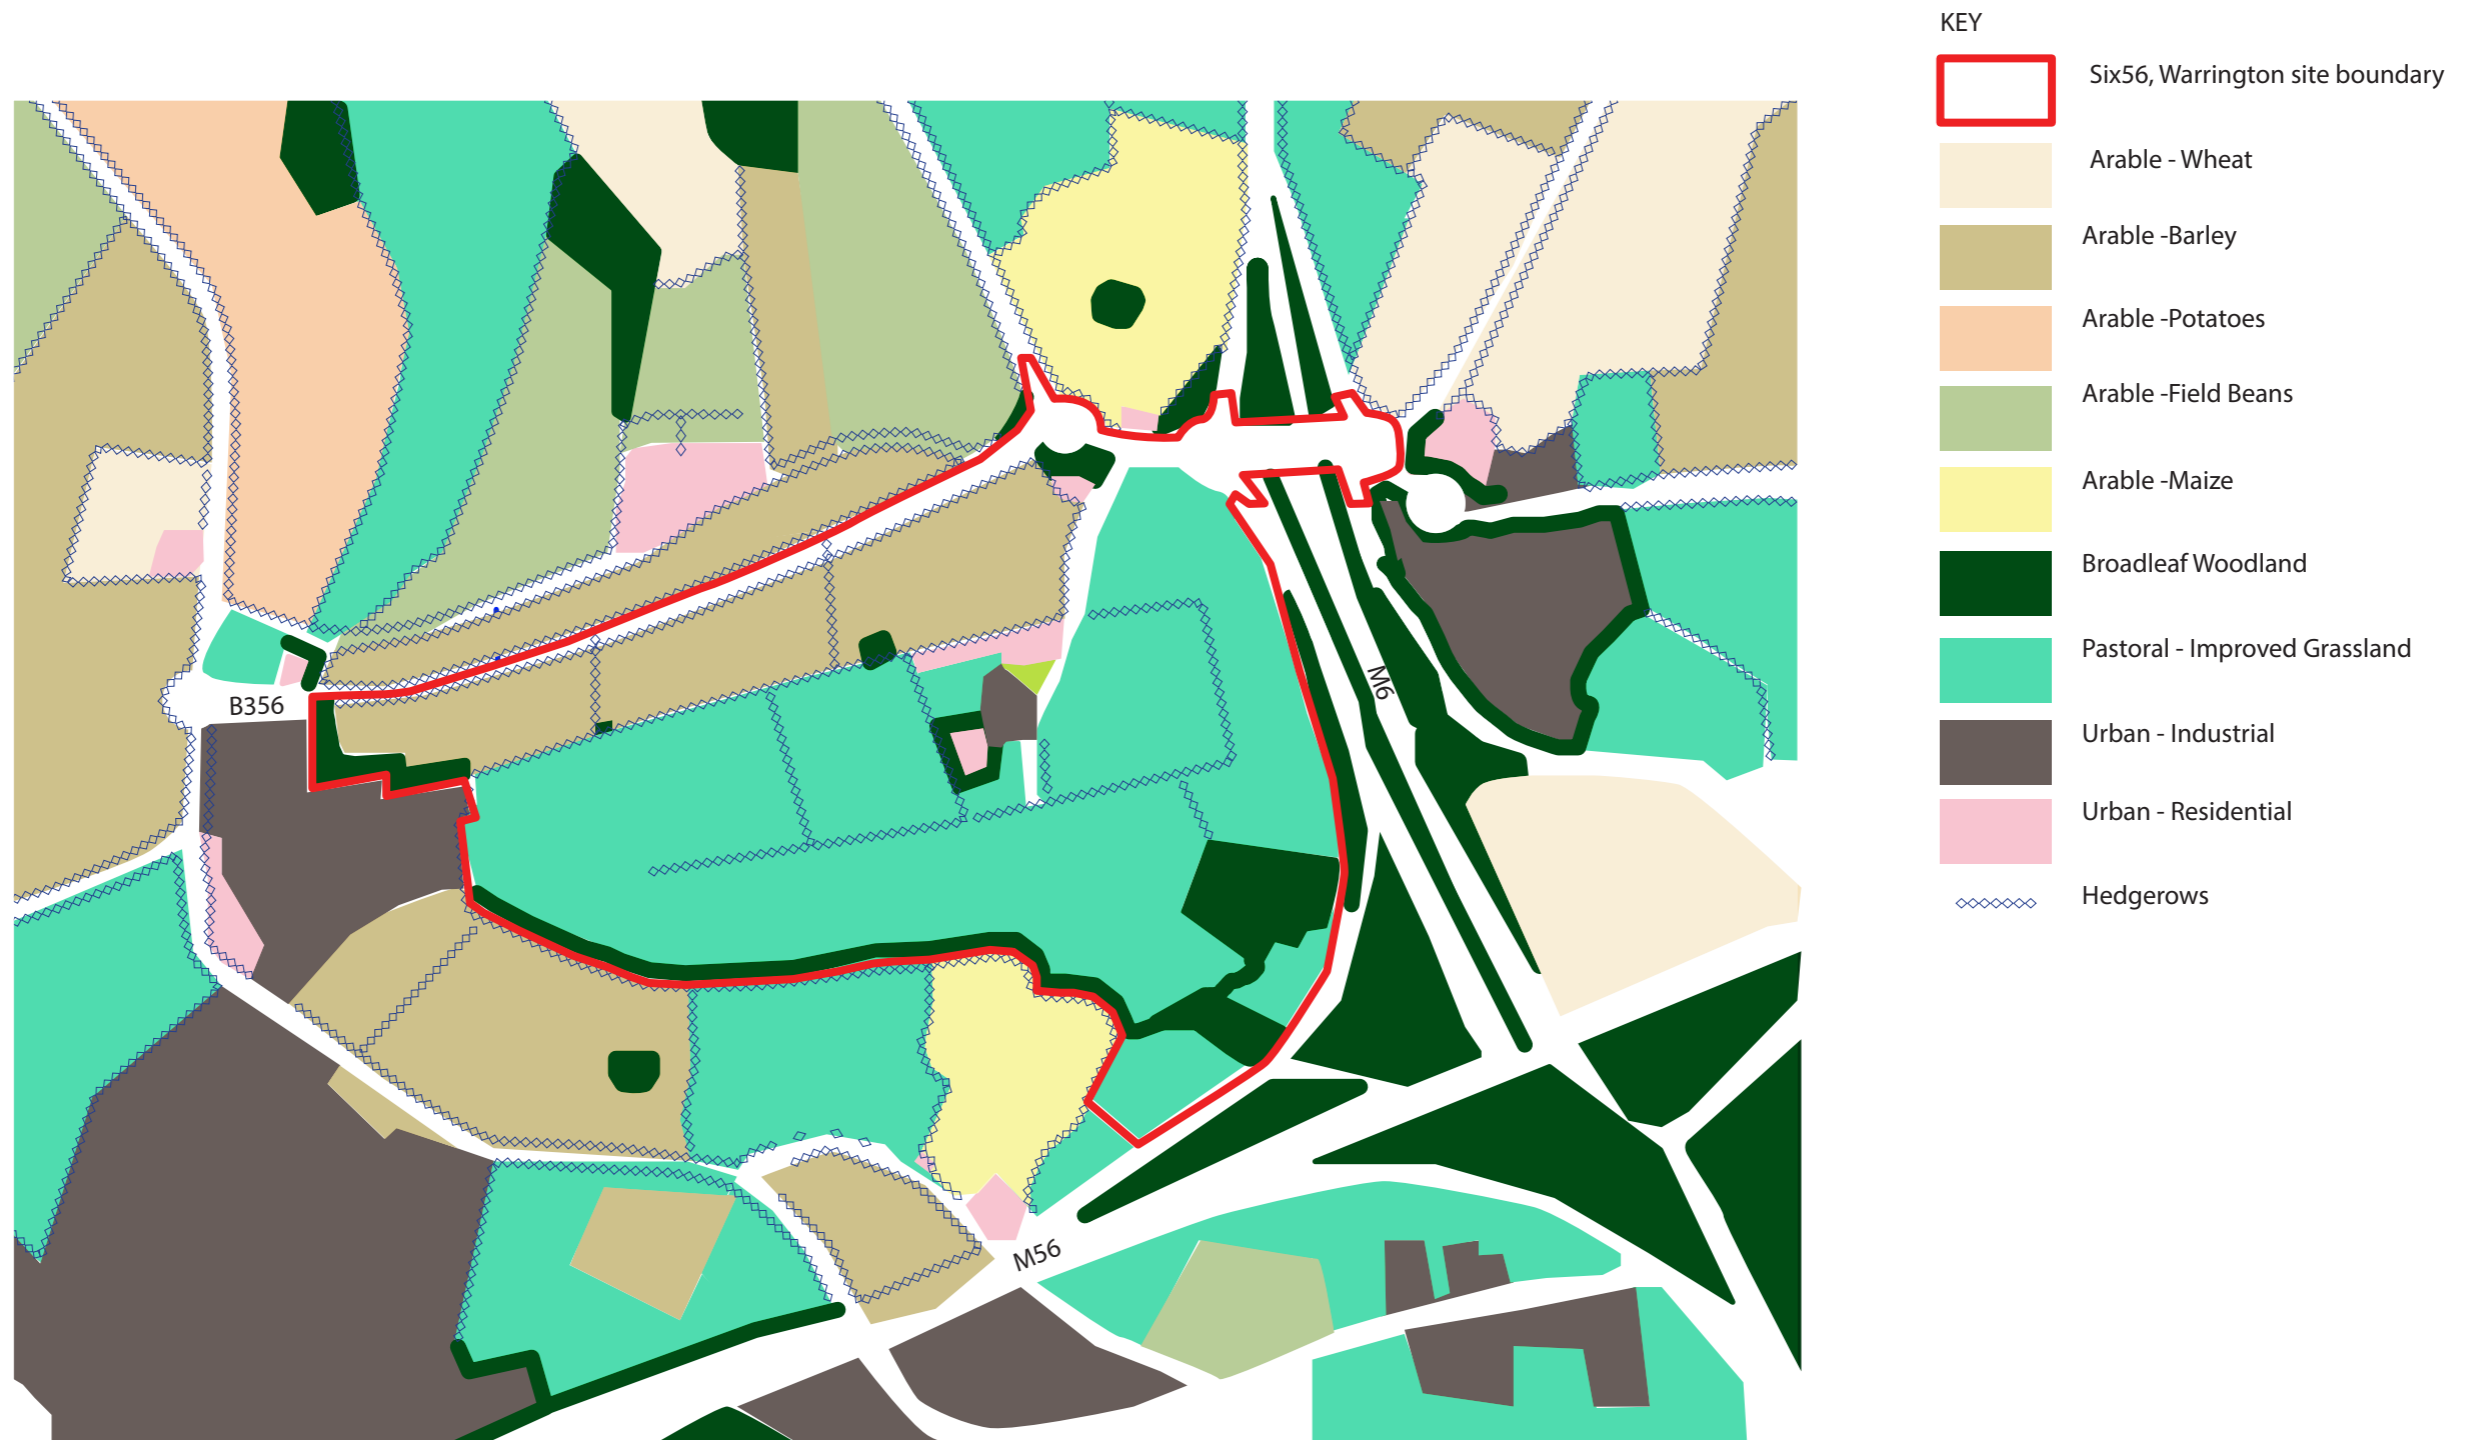 KEY
Six56, Warrington site boundary
Arable - Wheat
Arable -Barley
Arable -Potatoes
Arable -Field Beans
Arable -Maize
Broadleaf Woodland
Pastoral - Improved Grassland
Urban - Industrial
Urban - Residential
Hedgerows
B356
M6
M56